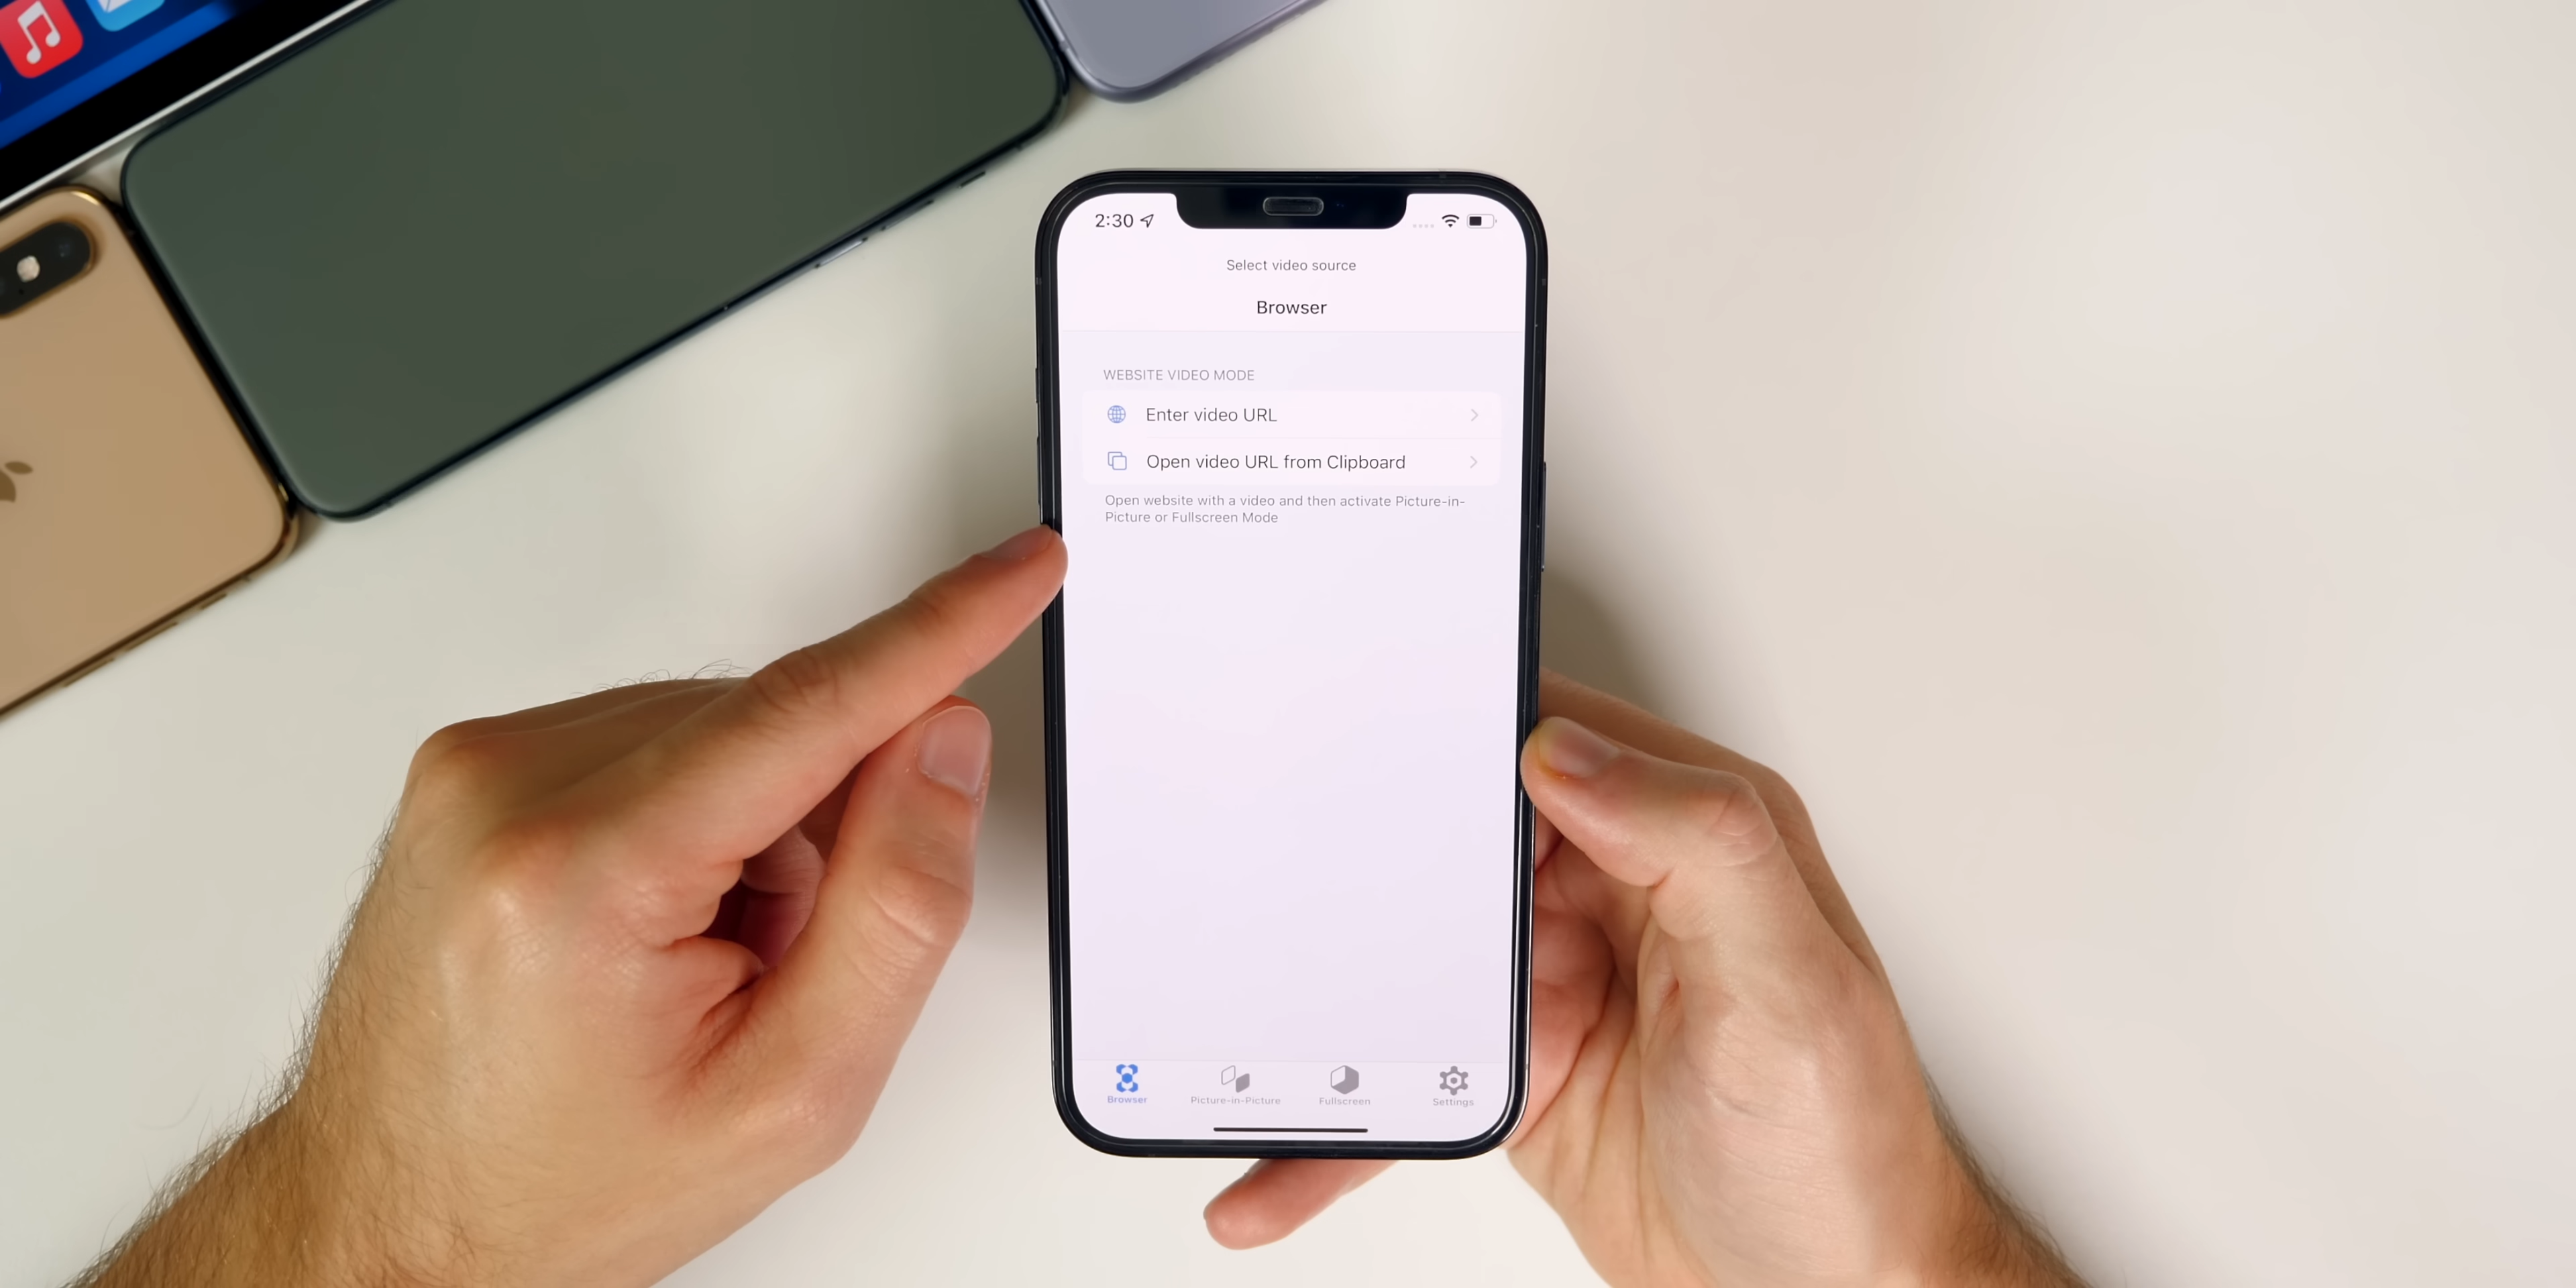 2:30
Select video source
Browser
WEBSITE VIDEO MODE
Enter video URL
Open video URL from Clipboard
Open website with a video and then activate Picture-in-
Picture or Fullscreen Mode
Browser
Picture-in-Picture
Fullscreen
Settings